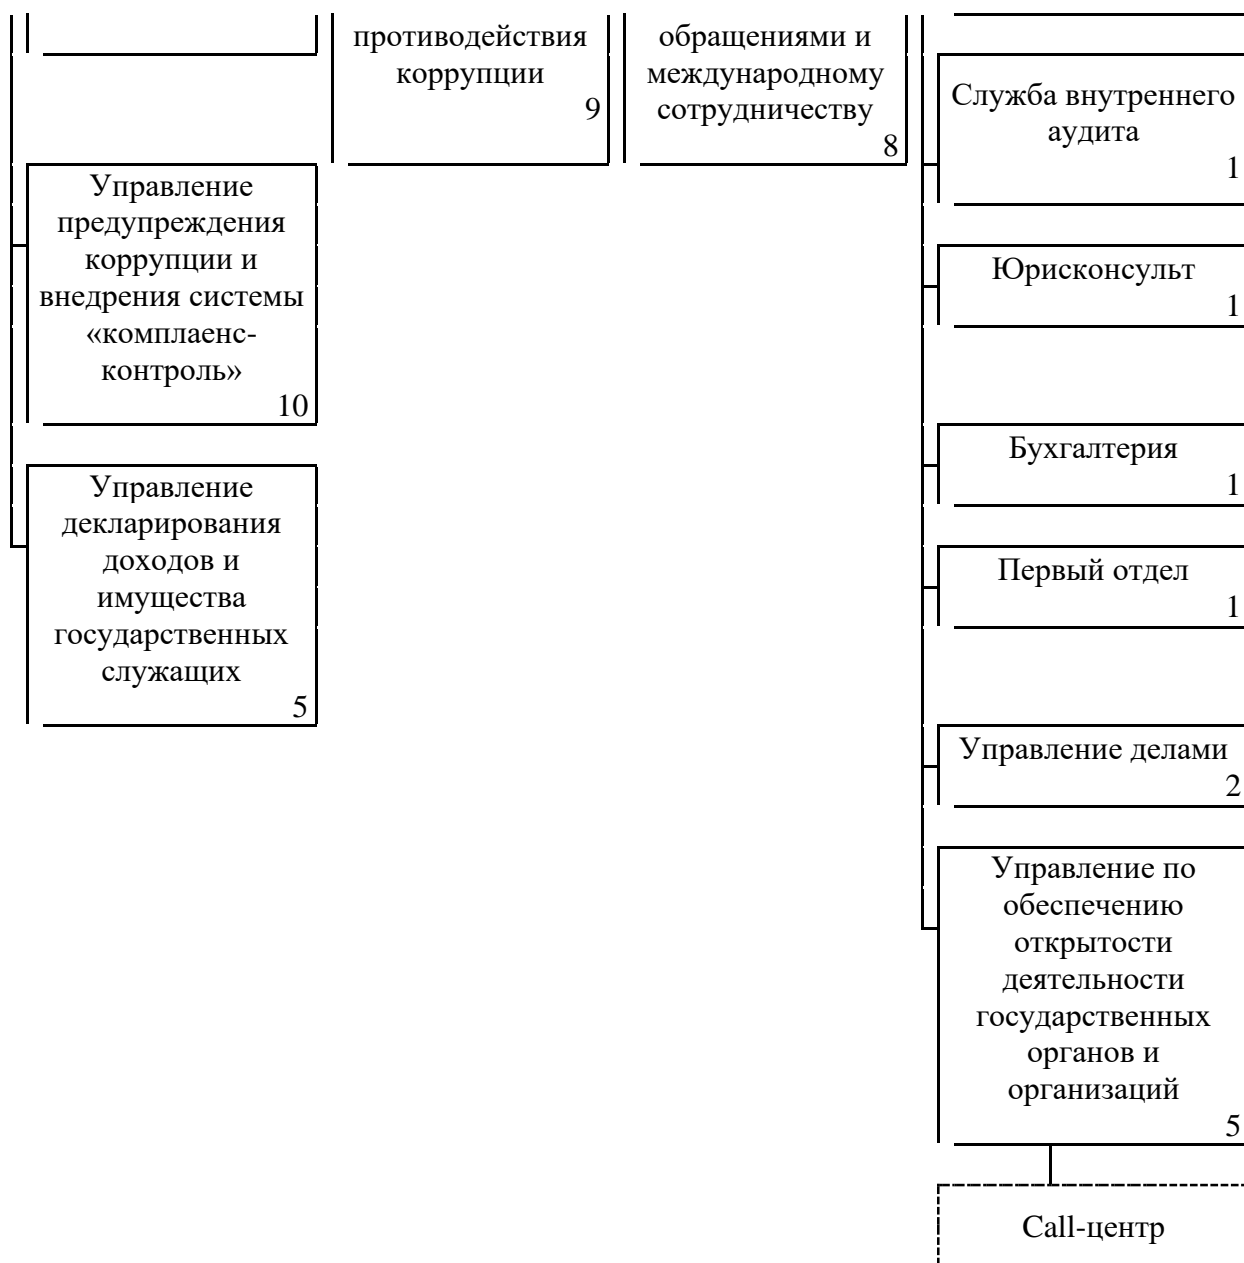 противодействия
коррупции
9
обращениями и
международному
сотрудничеству
8
Служба внутреннего
аудита
1
Управление
предупреждения
коррупции и
внедрения системы
«комплаенс-
контроль»
10
Юрисконсульт
1
Бухгалтерия
1
Управление
декларирования
доходов и
имущества
государственных
служащих
5
Первый отдел
1
Управление делами
2
Управление по
обеспечению
открытости
деятельности
государственных
органов и
организаций
5
Call-центр